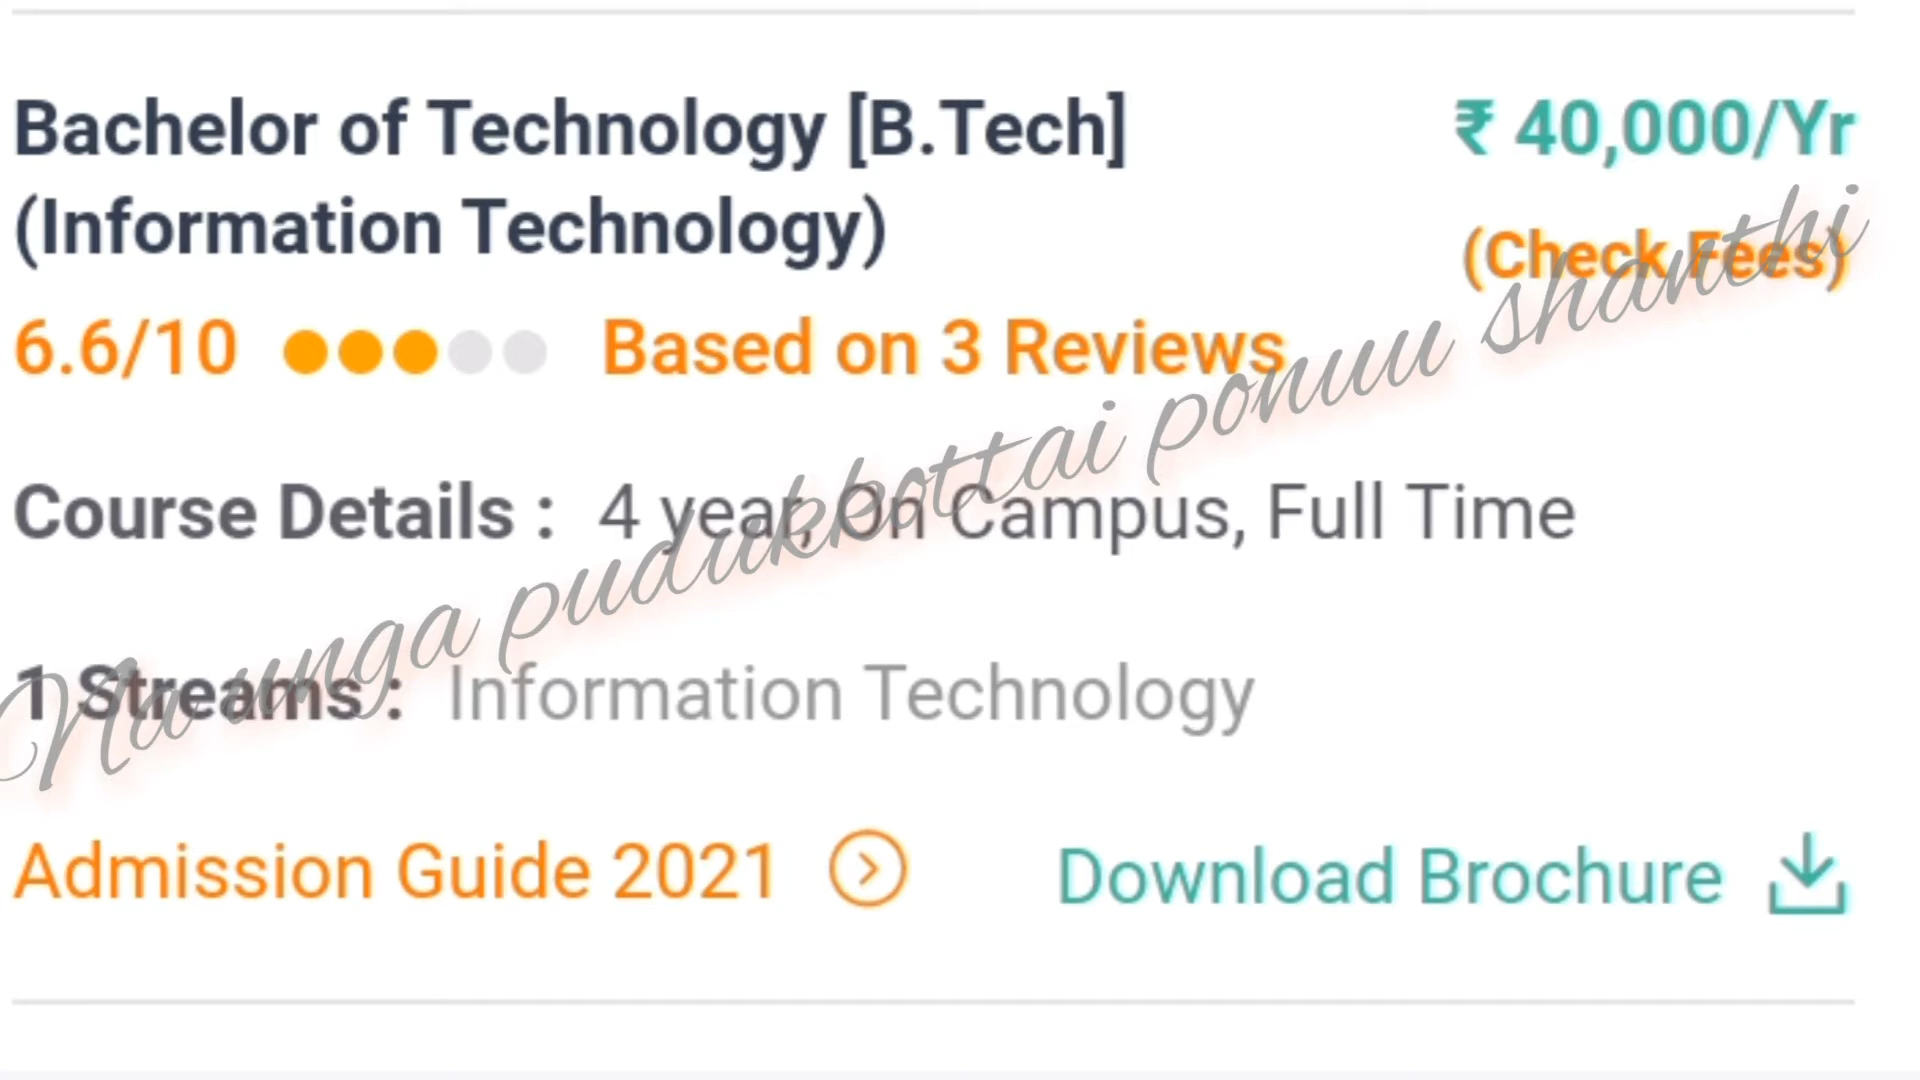 Bachelor of Technology [B.Tech]
(Information Technology)
₹ 40,000/Yr
(Check Fees)
6.6/10 Based on 3 Reviews
Course Details : 4 year, On Campus, Full Time
1 Streams : Information Technology
Admission Guide 2021
Download Brochure
Na unga pudukkottai ponuu shanthi